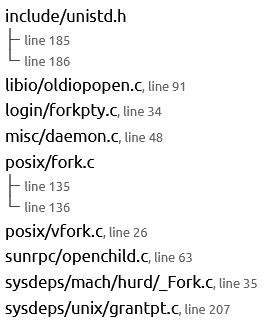 include/unistd.h
line 185
line 186
libio/oldiopopen.c, line 91
login/forkpty.c, line 34
misc/daemon.c, line 48
posix/fork.c
line 135
line 136
posix/vfork.c, line 26
sunrpc/openchild.c, line 63
sysdeps/mach/hurd/_Fork.c, line 35
sysdeps/unix/grantpt.c, line 207